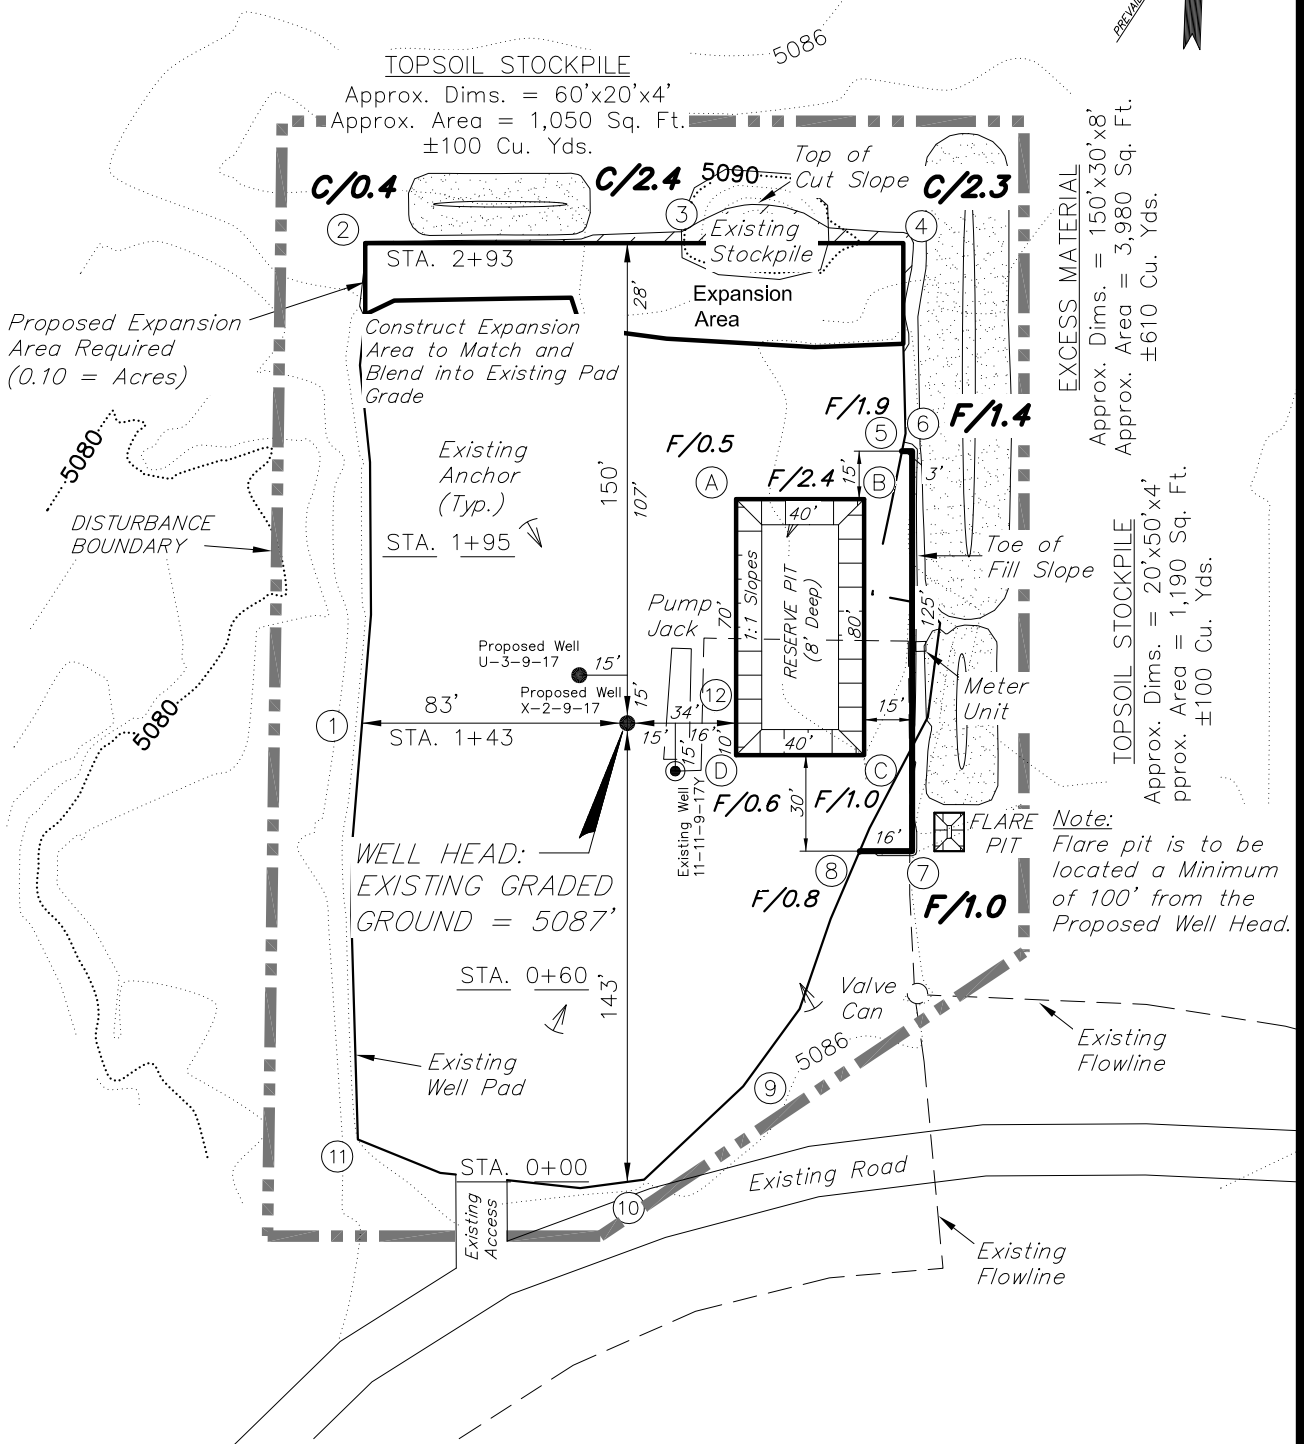 PREVAIL
5086
TOPSOIL STOCKPILE
Approx. Dims. = 60'x20'x4'
Approx. Area = 1,050 Sq. Ft.
±100 Cu. Yds.
C/0.4
C/2.4
5090
Top of
Cut Slope
C/2.3
2
3
4
Existing
Stockpile
STA. 2+93
28'
Expansion
Area
EXCESS MATERIAL
Approx. Dims. = 150'x30'x8'
Approx. Area = 3,980 Sq. Ft.
±610 Cu. Yds.
Proposed Expansion
Area Required
(0.10 = Acres)
Construct Expansion
Area to Match and
Blend into Existing Pad
Grade
5080
F/1.9
5
6
F/1.4
F/0.5
Existing
Anchor
(Typ.)
150'
107'
A
F/2.4
B
15'
3'
40'
DISTURBANCE
BOUNDARY
STA. 1+95
Toe of
Fill Slope
TOPSOIL STOCKPILE
Approx. Dims. = 20'x50'x4'
pprox. Area = 1,190 Sq. Ft.
±100 Cu. Yds.
1:1 Slopes
RESERVE PIT
(8' Deep)
80'
70'
125'
Pump
Jack
Proposed Well
U-3-9-17
15'
Proposed Well
X-2-9-17
15'
12
Meter
Unit
5080
1
83'
STA. 1+43
34'
15'
16'
15'
10'
15'
40'
D
C
F/0.6
F/1.0
30'
Existing Well
11-11-9-17Y
16'
FLARE
PIT
Note:
Flare pit is to be
located a Minimum
of 100' from the
Proposed Well Head.
WELL HEAD:
EXISTING GRADED
GROUND = 5087'
8
7
F/0.8
F/1.0
STA. 0+60
143'
Valve
Can
5086
Existing
Flowline
Existing
Well Pad
9
11
STA. 0+00
Existing Road
10
Existing
Access
Existing
Flowline